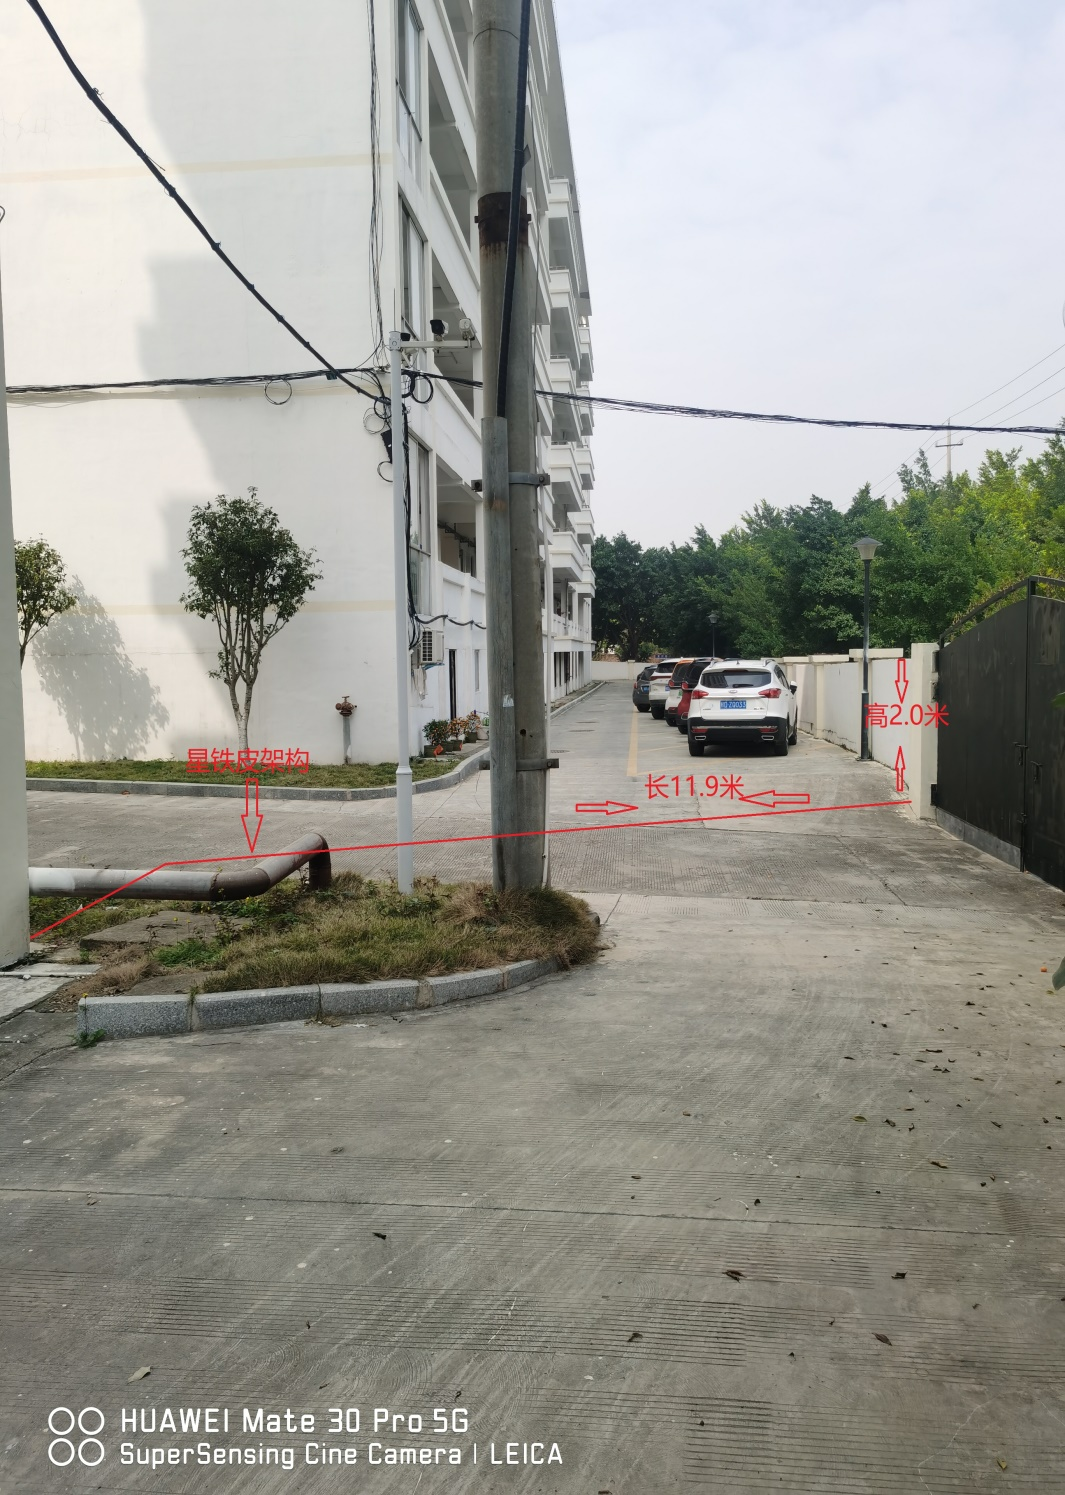 星铁皮架构
高2.0米
长11.9米
HUAWEI Mate 30 Pro 5G
SuperSensing Cine Camera | LEICA